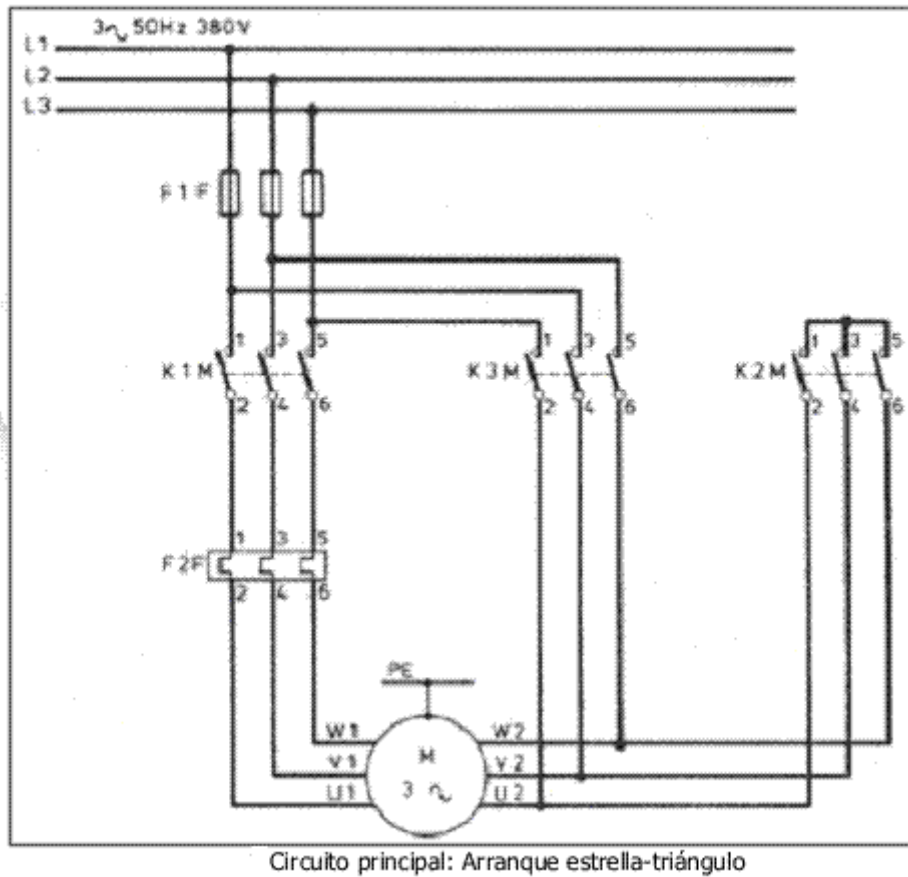 3~ 50Hz 380V
L1
L2
L3
F1F
1 3 5
K1M
2 4 6
1 3 5
K3M
2 4 6
1 3 5
K2M
2 4 6
1 3 5
F2F
2 4 6
PE
W1 W2
M
V1 V2
3 ~
U1 U2
Circuito principal: Arranque estrella-triángulo